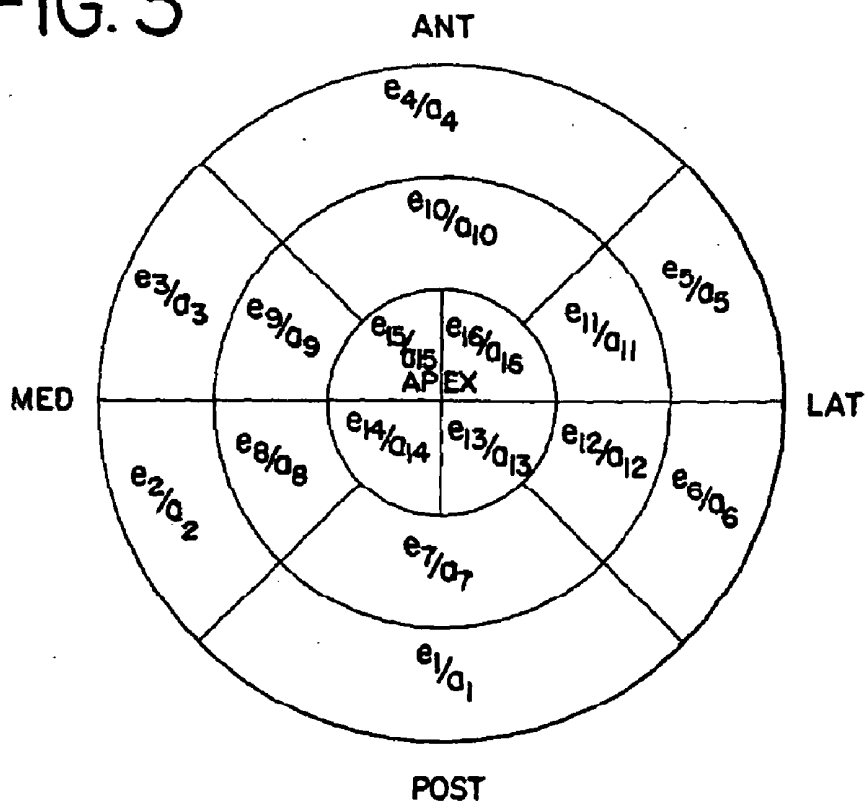 FIG. 3
ANT
e4/a4
e10/a10
e3/a3
e5/a5
e9/a9
e11/a11
e15/a15
e16/a16
APEX
MED
LAT
e14/a14
e13/a13
e12/a12
e8/a8
e2/a2
e6/a6
e7/a7
e1/a1
POST